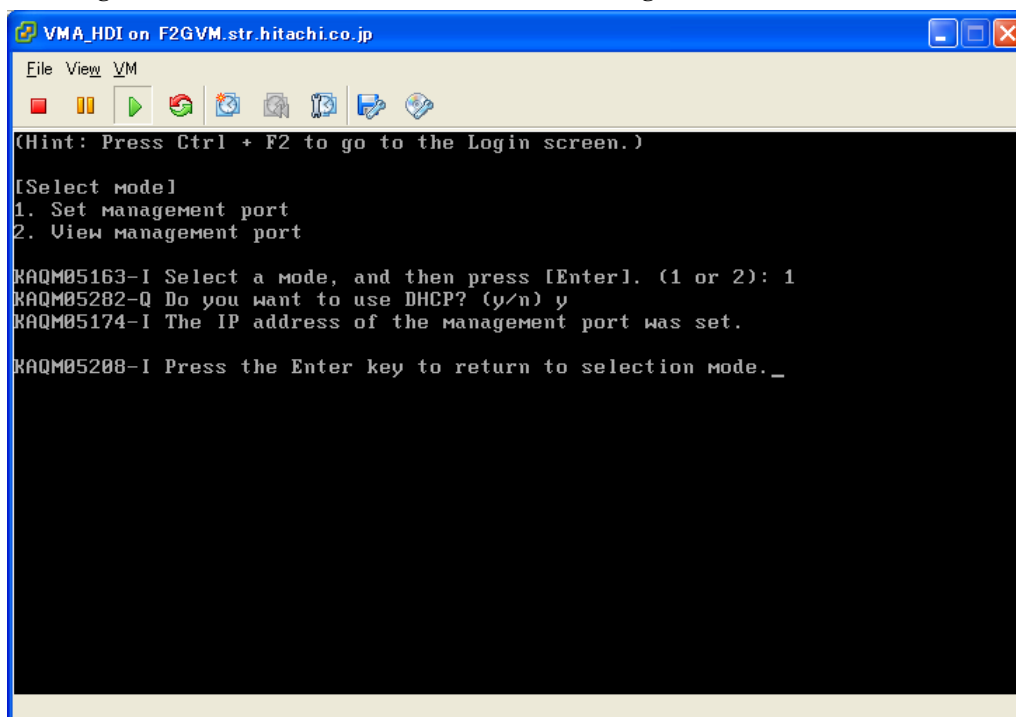 VMA_HDI on F2GVM.str.hitachi.co.jp
File View VM
(Hint: Press Ctrl + F2 to go to the Login screen.)
[Select mode]
1. Set management port
2. View management port
KAQM05163-I Select a mode, and then press [Enter]. (1 or 2): 1
KAQM05282-Q Do you want to use DHCP? (y/n) y
KAQM05174-I The IP address of the management port was set.
KAQM05208-I Press the Enter key to return to selection mode._